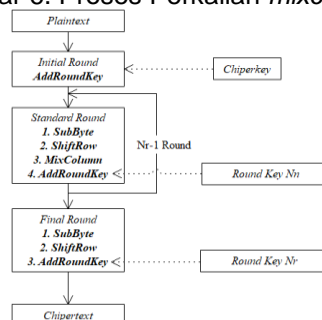 Plaintext
Initial Round
AddRoundKey
Chiperkey
Standard Round
1. SubByte
2. ShiftRow
3. MixColumn
4. AddRoundKey
Nr-1 Round
Round Key Nn
Final Round
1. SubByte
2. ShiftRow
3. AddRoundKey
Round Key Nr
Chipertext